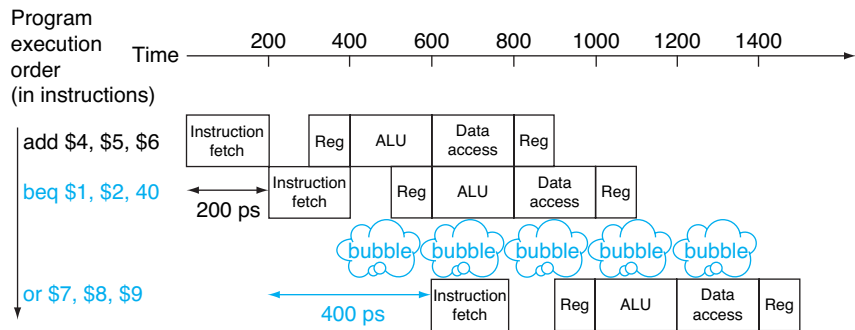 Program
execution
order
(in instructions)
Time
200 400 600 800 1000 1200 1400
add $4, $5, $6
Instruction
fetch
Reg
ALU
Data
access
Reg
beq $1, $2, 40
200 ps
Instruction
fetch
Reg
ALU
Data
access
Reg
bubble bubble bubble bubble bubble
or $7, $8, $9
400 ps
Instruction
fetch
Reg
ALU
Data
access
Reg